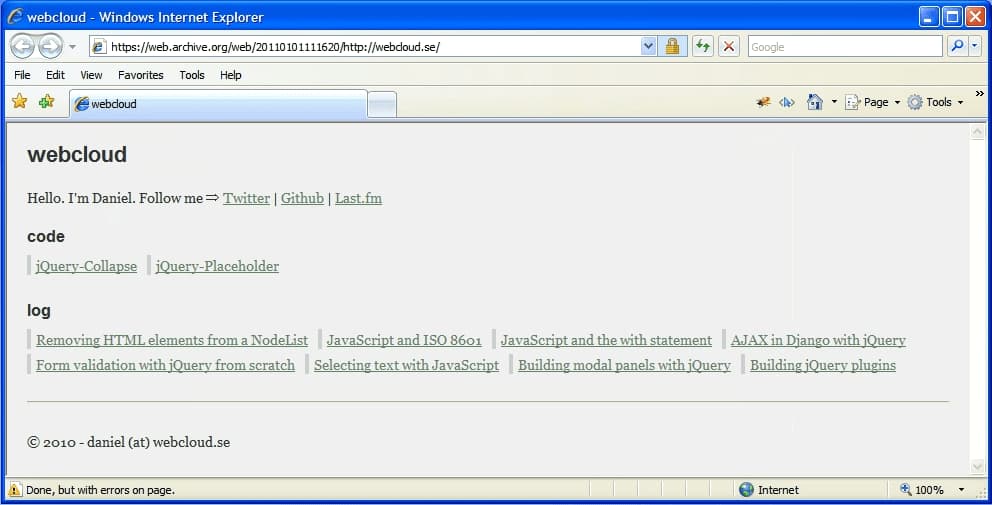 webcloud - Windows Internet Explorer
https://web.archive.org/web/20110101111620/http://webcloud.se/
Google
File Edit View Favorites Tools Help
webcloud
Page Tools »
webcloud
Hello. I'm Daniel. Follow me ⇒ Twitter | Github | Last.fm
code
jQuery-Collapse jQuery-Placeholder
log
Removing HTML elements from a NodeList JavaScript and ISO 8601 JavaScript and the with statement AJAX in Django with jQuery
Form validation with jQuery from scratch Selecting text with JavaScript Building modal panels with jQuery Building jQuery plugins
© 2010 - daniel (at) webcloud.se
Done, but with errors on page. Internet 100%